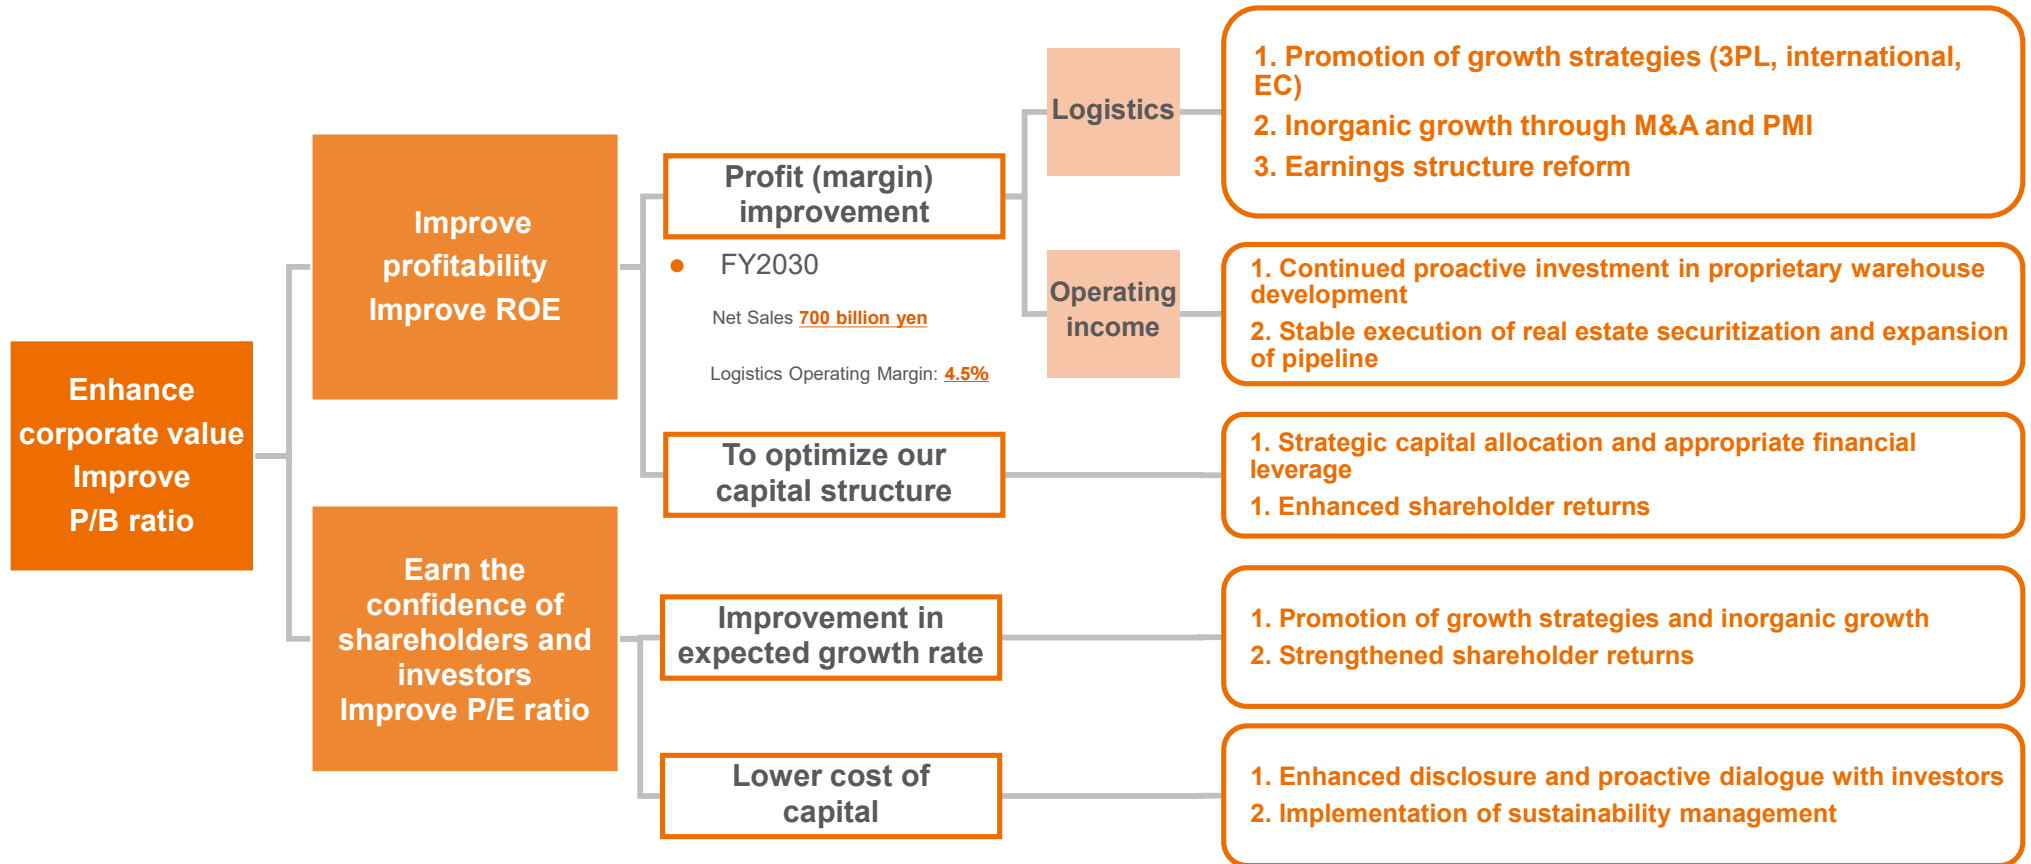 Enhance
corporate value
Improve
P/B ratio
Improve
profitability
Improve ROE
Earn the
confidence of
shareholders and
investors
Improve P/E ratio
Profit (margin)
improvement
● FY2030
Net Sales 700 billion yen
Logistics Operating Margin: 4.5%
To optimize our
capital structure
Improvement in
expected growth rate
Lower cost of
capital
Logistics
Operating
income
1. Promotion of growth strategies (3PL, international,
EC)
2. Inorganic growth through M&A and PMI
3. Earnings structure reform
1. Continued proactive investment in proprietary warehouse
development
2. Stable execution of real estate securitization and expansion
of pipeline
1. Strategic capital allocation and appropriate financial
leverage
1. Enhanced shareholder returns
1. Promotion of growth strategies and inorganic growth
2. Strengthened shareholder returns
1. Enhanced disclosure and proactive dialogue with investors
2. Implementation of sustainability management